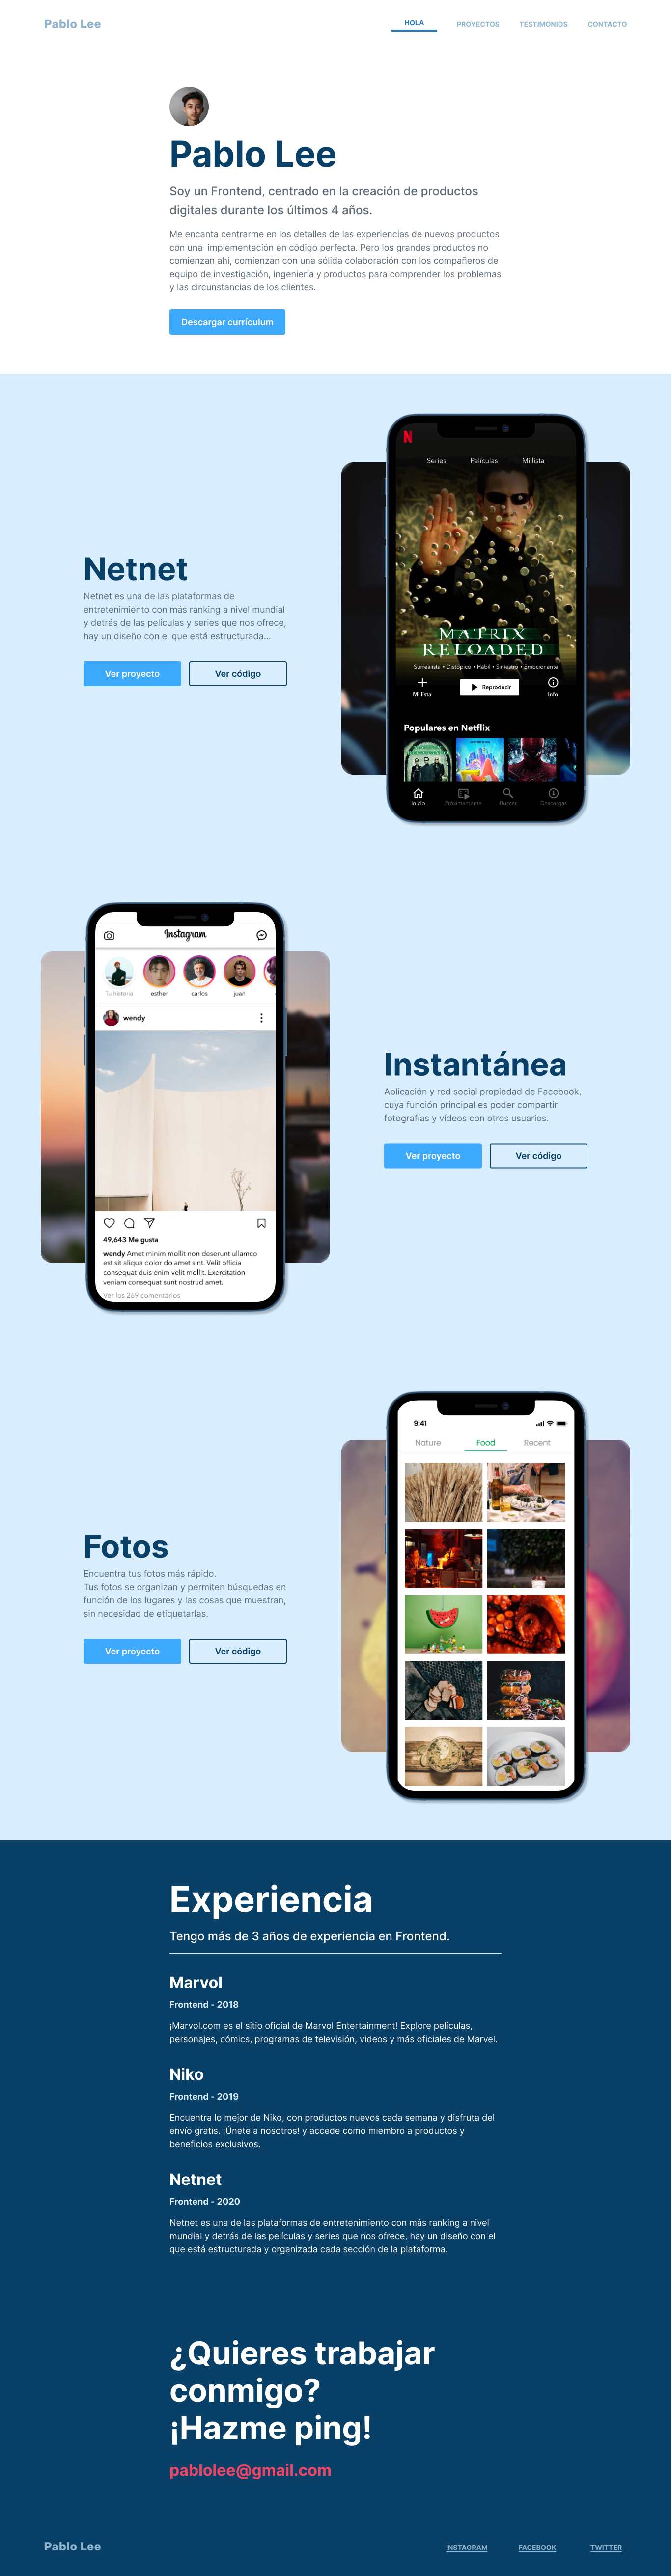 Pablo Lee
HOLA PROYECTOS TESTIMONIOS CONTACTO
Pablo Lee
Soy un Frontend, centrado en la creación de productos
digitales durante los últimos 4 años.
Me encanta centrarme en los detalles de las experiencias de nuevos productos
con una implementación en código perfecta. Pero los grandes productos no
comienzan ahí, comienzan con una sólida colaboración con los compañeros de
equipo de investigación, ingeniería y productos para comprender los problemas
y las circunstancias de los clientes.
Descargar currículum
N
Series Películas Mi lista
MATRIX
RELOADED
Surrealista • Distópico • Hábil • Siniestro • Emocionante
Mi lista Reproducir Info
Populares en Netflix
Inicio Próximamente Buscar Descargas
Netnet
Netnet es una de las plataformas de
entretenimiento con más ranking a nivel mundial
y detrás de las películas y series que nos ofrece,
hay un diseño con el que está estructurada...
Ver proyecto Ver código
Instagram
Tu historia esther carlos juan
wendy
49,643 Me gusta
wendy Amet minim mollit non deserunt ullamco
est sit aliqua dolor do amet sint. Velit officia
consequat duis enim velit mollit. Exercitation
veniam consequat sunt nostrud amet.
Ver los 269 comentarios
Instantánea
Aplicación y red social propiedad de Facebook,
cuya función principal es poder compartir
fotografías y vídeos con otros usuarios.
Ver proyecto Ver código
9:41
Nature Food Recent
Fotos
Encuentra tus fotos más rápido.
Tus fotos se organizan y permiten búsquedas en
función de los lugares y las cosas que muestran,
sin necesidad de etiquetarlas.
Ver proyecto Ver código
Experiencia
Tengo más de 3 años de experiencia en Frontend.
Marvol
Frontend - 2018
¡Marvol.com es el sitio oficial de Marvol Entertainment! Explore películas,
personajes, cómics, programas de televisión, videos y más oficiales de Marvel.
Niko
Frontend - 2019
Encuentra lo mejor de Niko, con productos nuevos cada semana y disfruta del
envío gratis. ¡Únete a nosotros! y accede como miembro a productos y
beneficios exclusivos.
Netnet
Frontend - 2020
Netnet es una de las plataformas de entretenimiento con más ranking a nivel
mundial y detrás de las películas y series que nos ofrece, hay un diseño con el
que está estructurada y organizada cada sección de la plataforma.
¿Quieres trabajar
conmigo?
¡Hazme ping!
pablolee@gmail.com
Pablo Lee
INSTAGRAM FACEBOOK TWITTER